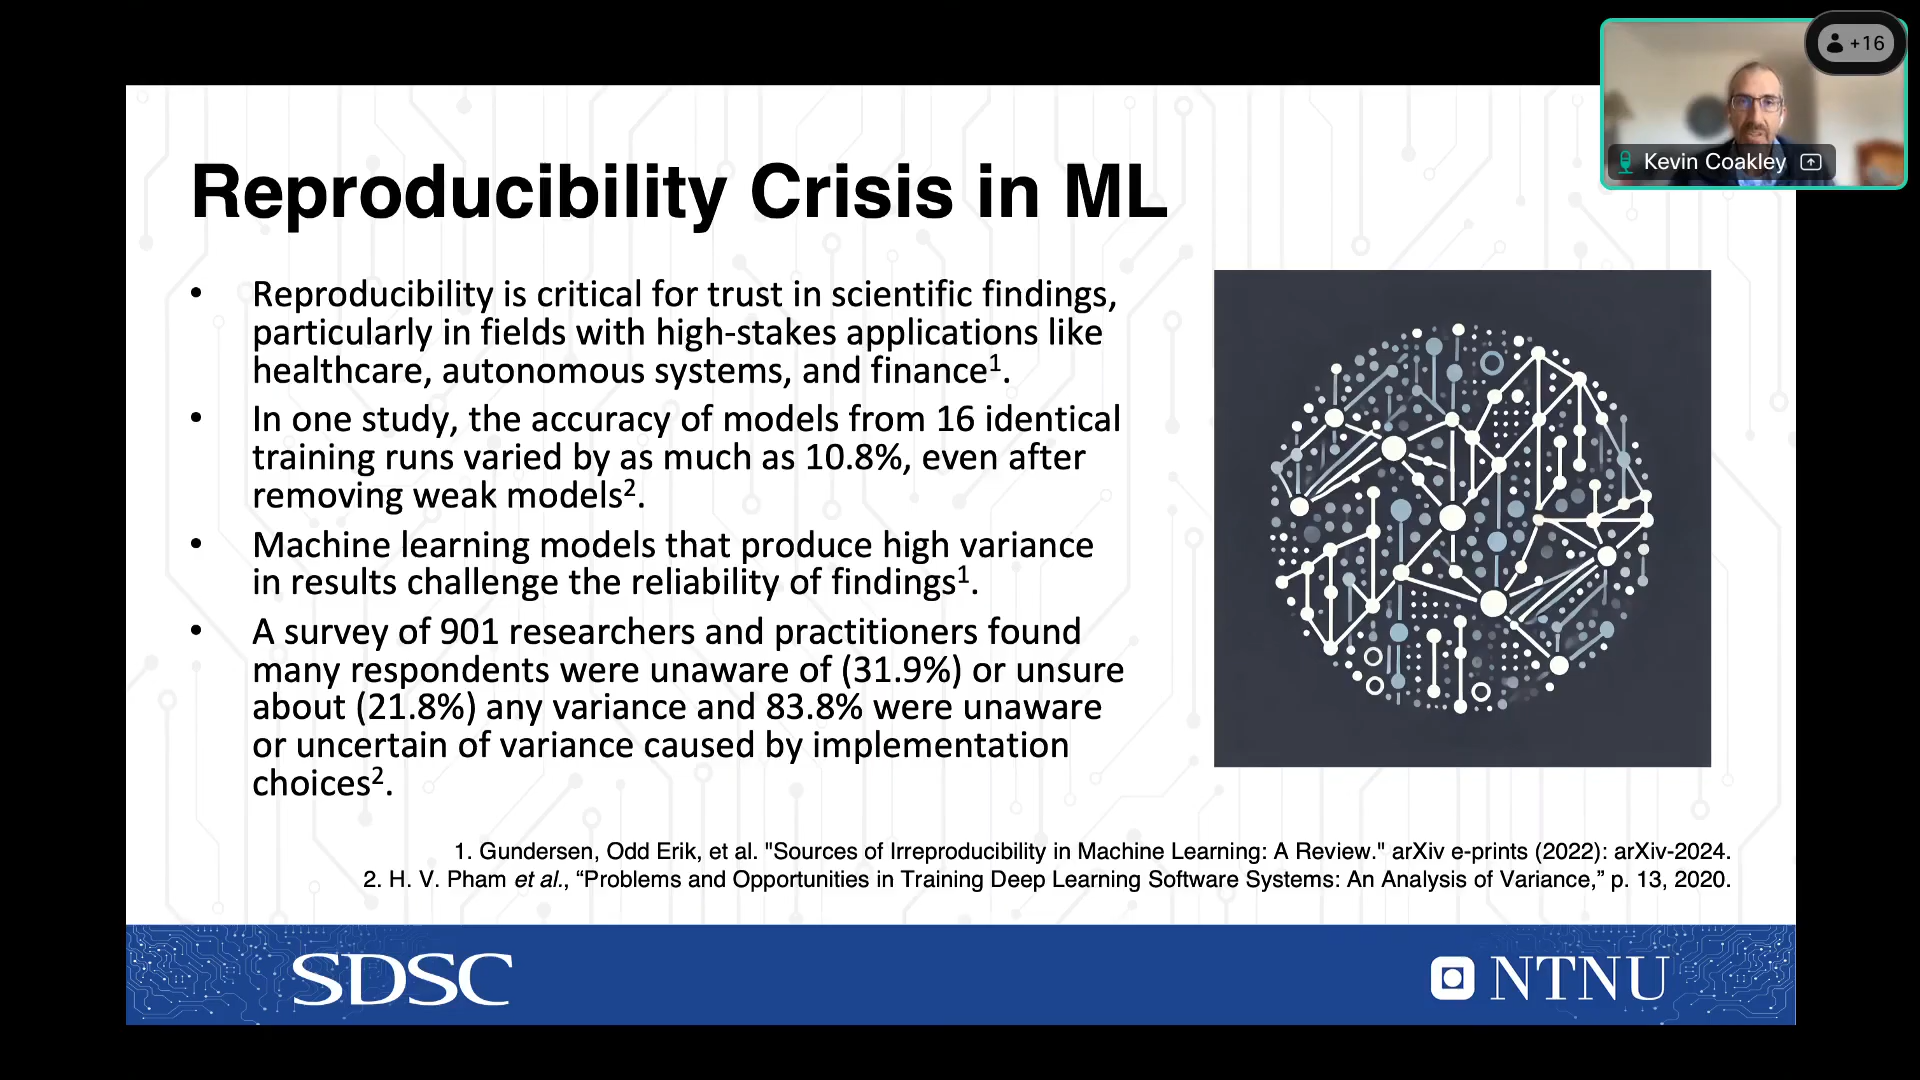 +16
Kevin Coakley
Reproducibility Crisis in ML
• Reproducibility is critical for trust in scientific findings,
particularly in fields with high-stakes applications like
healthcare, autonomous systems, and finance¹.
• In one study, the accuracy of models from 16 identical
training runs varied by as much as 10.8%, even after
removing weak models².
• Machine learning models that produce high variance
in results challenge the reliability of findings¹.
• A survey of 901 researchers and practitioners found
many respondents were unaware of (31.9%) or unsure
about (21.8%) any variance and 83.8% were unaware
or uncertain of variance caused by implementation
choices².
1. Gundersen, Odd Erik, et al. "Sources of Irreproducibility in Machine Learning: A Review." arXiv e-prints (2022): arXiv-2024.
2. H. V. Pham et al., “Problems and Opportunities in Training Deep Learning Software Systems: An Analysis of Variance,” p. 13, 2020.
SDSC
NTNU